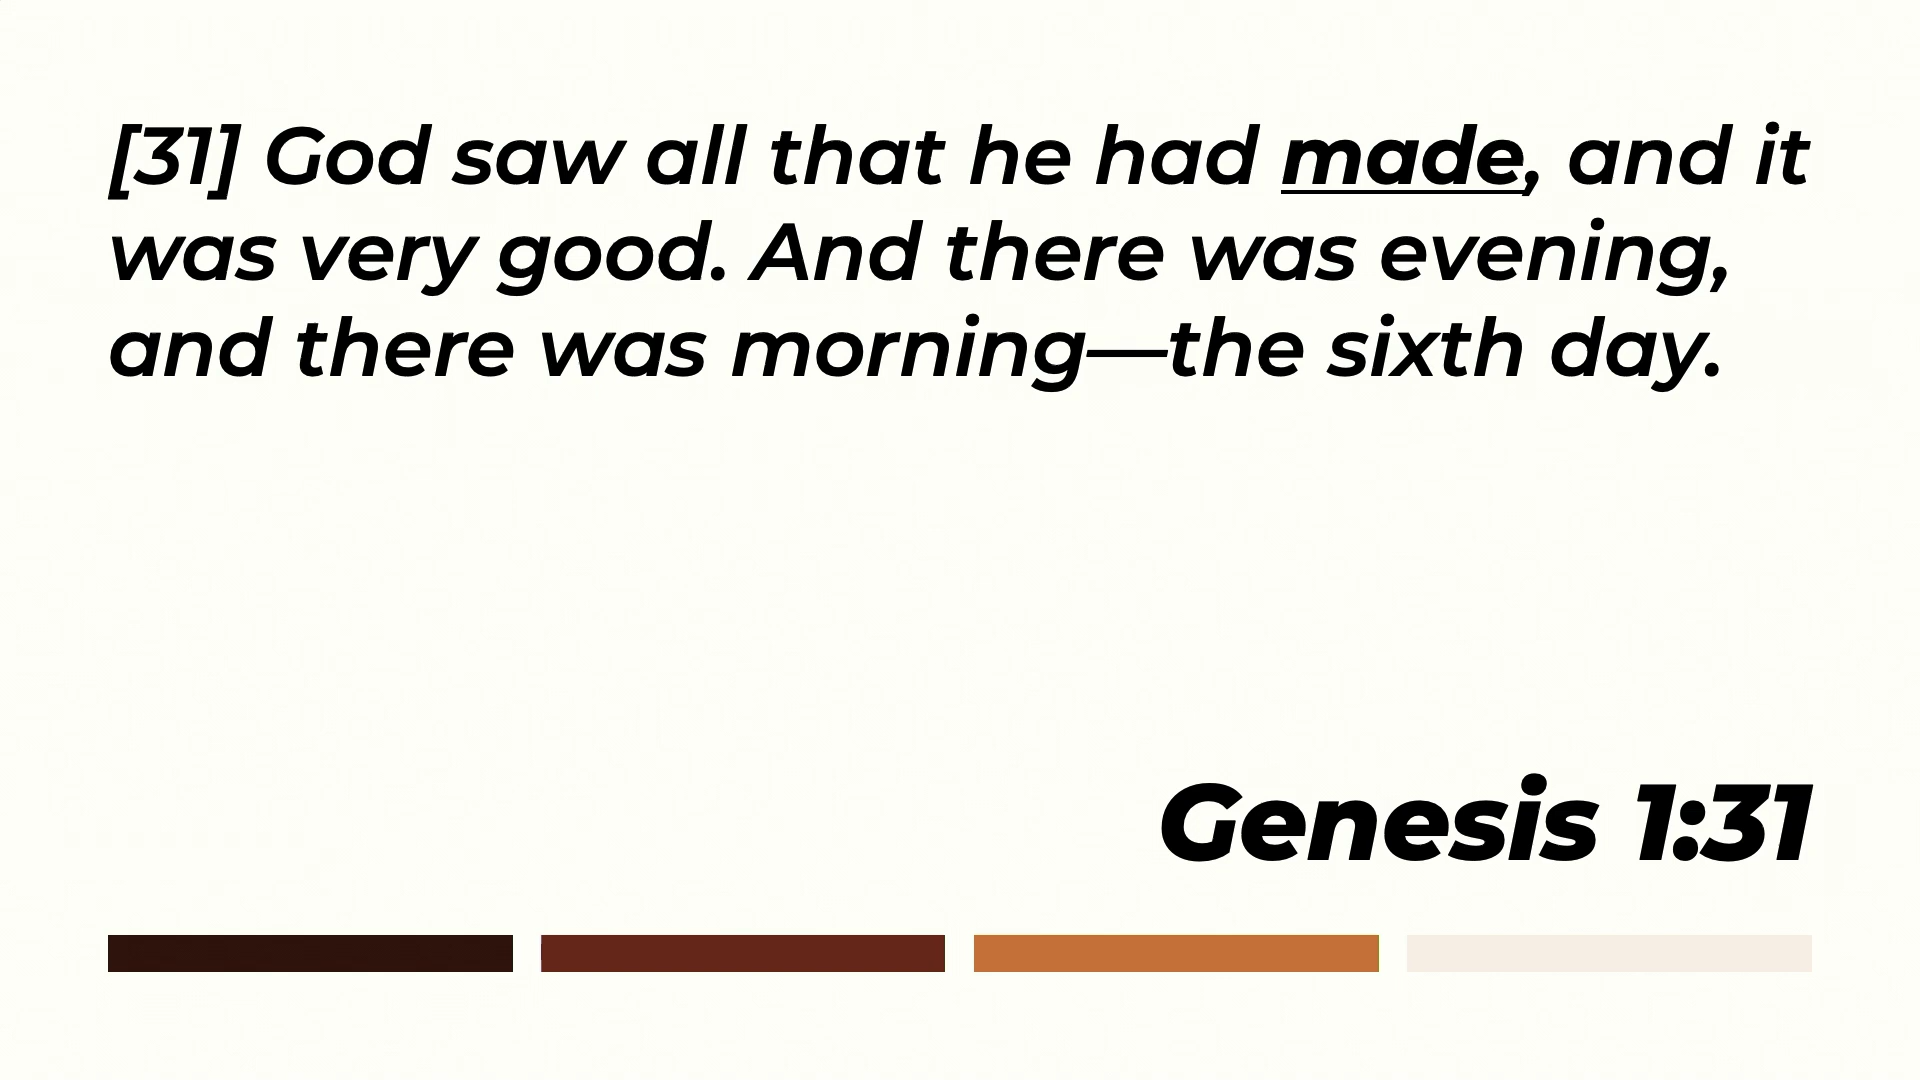 [31] God saw all that he had made, and it
was very good. And there was evening,
and there was morning—the sixth day.
Genesis 1:31